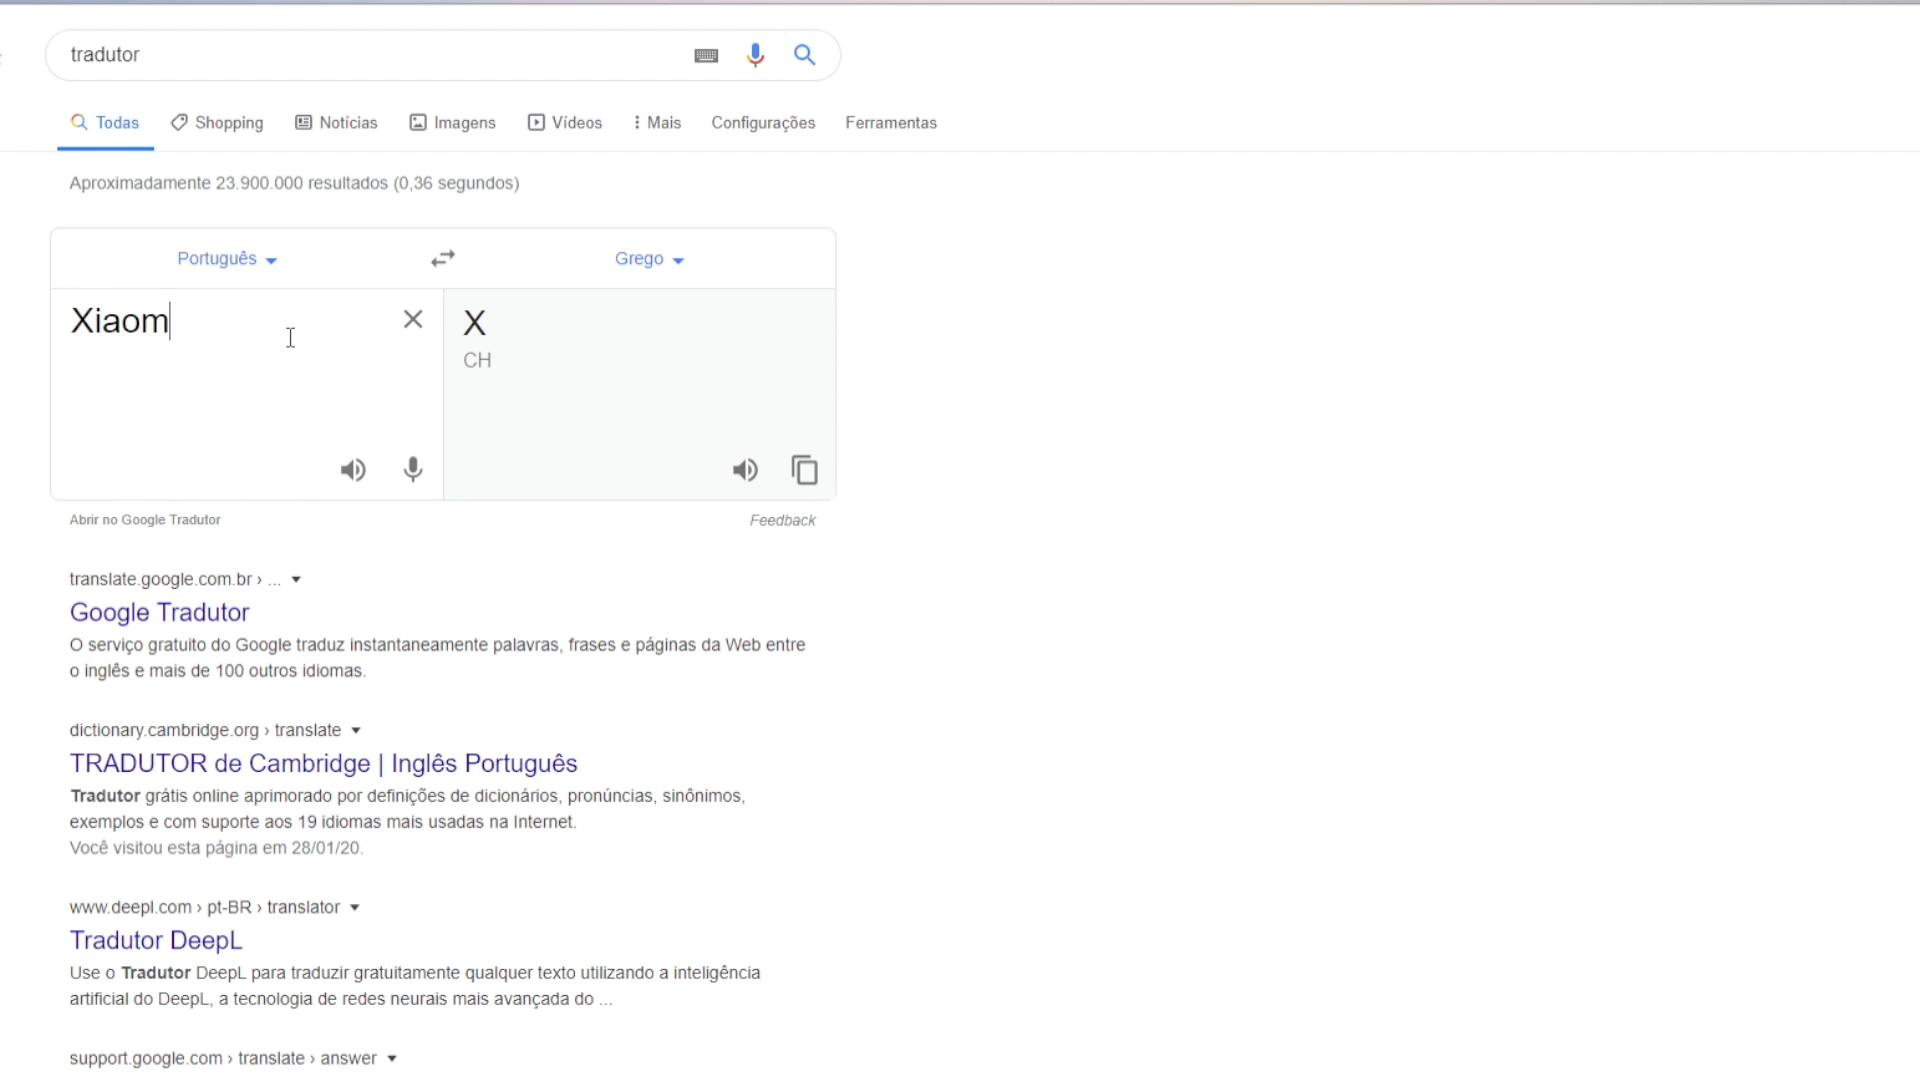 tradutor
Todas Shopping Notícias Imagens Vídeos Mais Configurações Ferramentas
Aproximadamente 23.900.000 resultados (0,36 segundos)
Português Grego
Xiaom X
CH
Abrir no Google Tradutor Feedback
translate.google.com.br › ...
Google Tradutor
O serviço gratuito do Google traduz instantaneamente palavras, frases e páginas da Web entre
o inglês e mais de 100 outros idiomas.
dictionary.cambridge.org › translate
TRADUTOR de Cambridge | Inglês Português
Tradutor grátis online aprimorado por definições de dicionários, pronúncias, sinônimos,
exemplos e com suporte aos 19 idiomas mais usadas na Internet.
Você visitou esta página em 28/01/20.
www.deepl.com › pt-BR › translator
Tradutor DeepL
Use o Tradutor DeepL para traduzir gratuitamente qualquer texto utilizando a inteligência
artificial do DeepL, a tecnologia de redes neurais mais avançada do ...
support.google.com › translate › answer